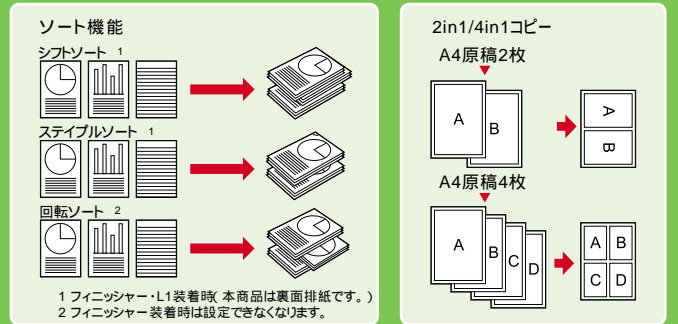 ソート機能
シフトソート 1
ステイプルソート 1
回転ソート 2
1 フィニッシャー・L1装着時( 本商品は裏面排紙です。)
2 フィニッシャー装着時は設定できなくなります。
2in1/4in1コピー
A4原稿2枚
A
B
A
B
A4原稿4枚
A
B
C
D
A B
C D